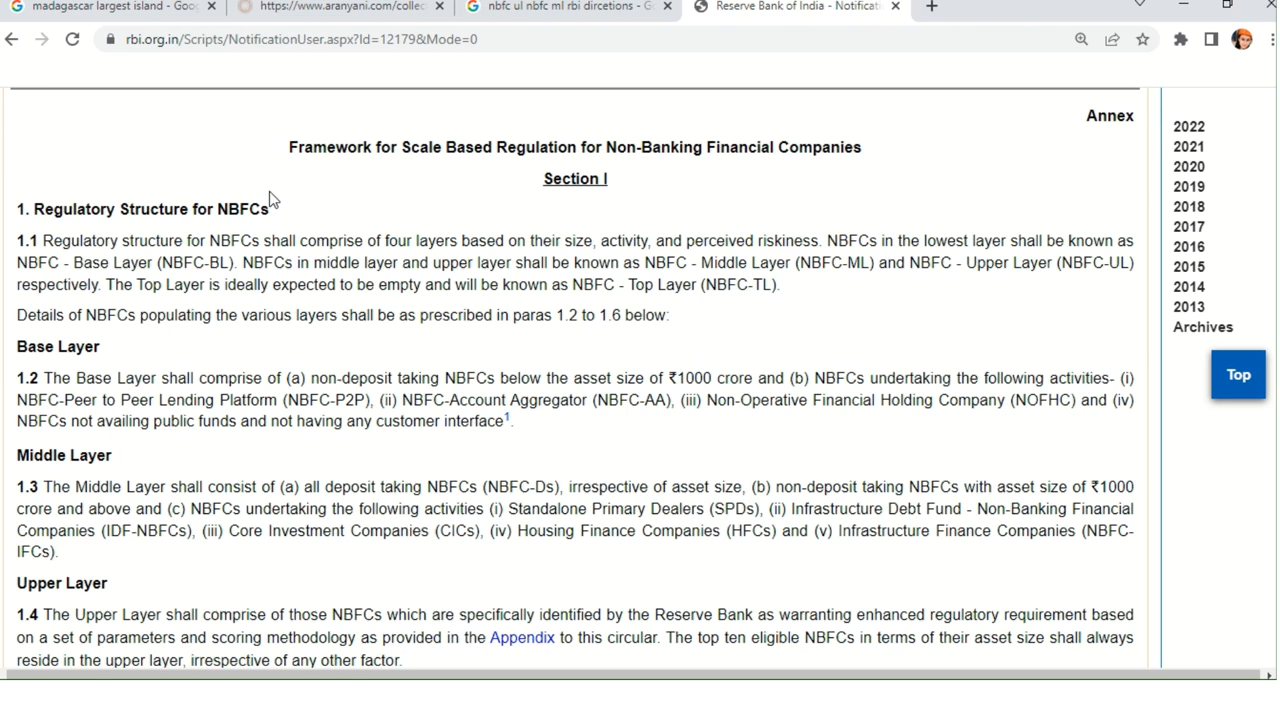 madagascar largest island - Goo
https://www.aranyani.com/collec
nbfc ul nbfc ml rbi dircetions - G
Reserve Bank of India - Notificati
rbi.org.in/Scripts/NotificationUser.aspx?Id=12179&Mode=0
Annex
Framework for Scale Based Regulation for Non-Banking Financial Companies
Section I
1. Regulatory Structure for NBFCs
1.1 Regulatory structure for NBFCs shall comprise of four layers based on their size, activity, and perceived riskiness. NBFCs in the lowest layer shall be known as
NBFC - Base Layer (NBFC-BL). NBFCs in middle layer and upper layer shall be known as NBFC - Middle Layer (NBFC-ML) and NBFC - Upper Layer (NBFC-UL)
respectively. The Top Layer is ideally expected to be empty and will be known as NBFC - Top Layer (NBFC-TL).
Details of NBFCs populating the various layers shall be as prescribed in paras 1.2 to 1.6 below:
Base Layer
1.2 The Base Layer shall comprise of (a) non-deposit taking NBFCs below the asset size of ₹1000 crore and (b) NBFCs undertaking the following activities- (i)
NBFC-Peer to Peer Lending Platform (NBFC-P2P), (ii) NBFC-Account Aggregator (NBFC-AA), (iii) Non-Operative Financial Holding Company (NOFHC) and (iv)
NBFCs not availing public funds and not having any customer interface1.
Middle Layer
1.3 The Middle Layer shall consist of (a) all deposit taking NBFCs (NBFC-Ds), irrespective of asset size, (b) non-deposit taking NBFCs with asset size of ₹1000
crore and above and (c) NBFCs undertaking the following activities (i) Standalone Primary Dealers (SPDs), (ii) Infrastructure Debt Fund - Non-Banking Financial
Companies (IDF-NBFCs), (iii) Core Investment Companies (CICs), (iv) Housing Finance Companies (HFCs) and (v) Infrastructure Finance Companies (NBFC-
IFCs).
Upper Layer
1.4 The Upper Layer shall comprise of those NBFCs which are specifically identified by the Reserve Bank as warranting enhanced regulatory requirement based
on a set of parameters and scoring methodology as provided in the Appendix to this circular. The top ten eligible NBFCs in terms of their asset size shall always
reside in the upper layer, irrespective of any other factor.
2022
2021
2020
2019
2018
2017
2016
2015
2014
2013
Archives
Top